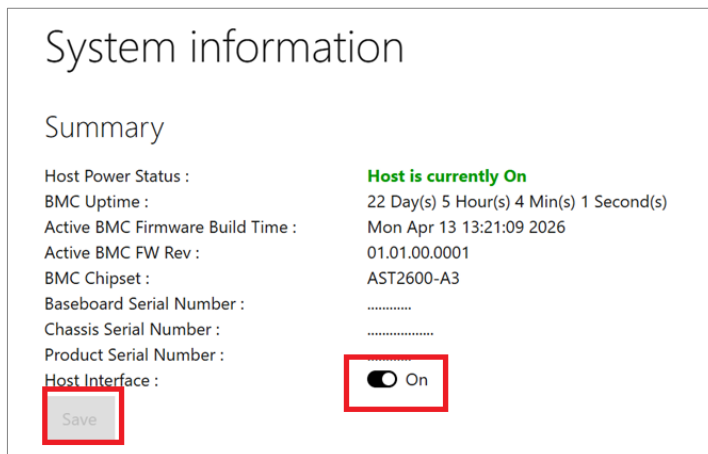 System information
Summary
Host Power Status : Host is currently On
BMC Uptime : 22 Day(s) 5 Hour(s) 4 Min(s) 1 Second(s)
Active BMC Firmware Build Time : Mon Apr 13 13:21:09 2026
Active BMC FW Rev : 01.01.00.0001
BMC Chipset : AST2600-A3
Baseboard Serial Number : ............
Chassis Serial Number : ..................
Product Serial Number : ............
Host Interface : On
Save